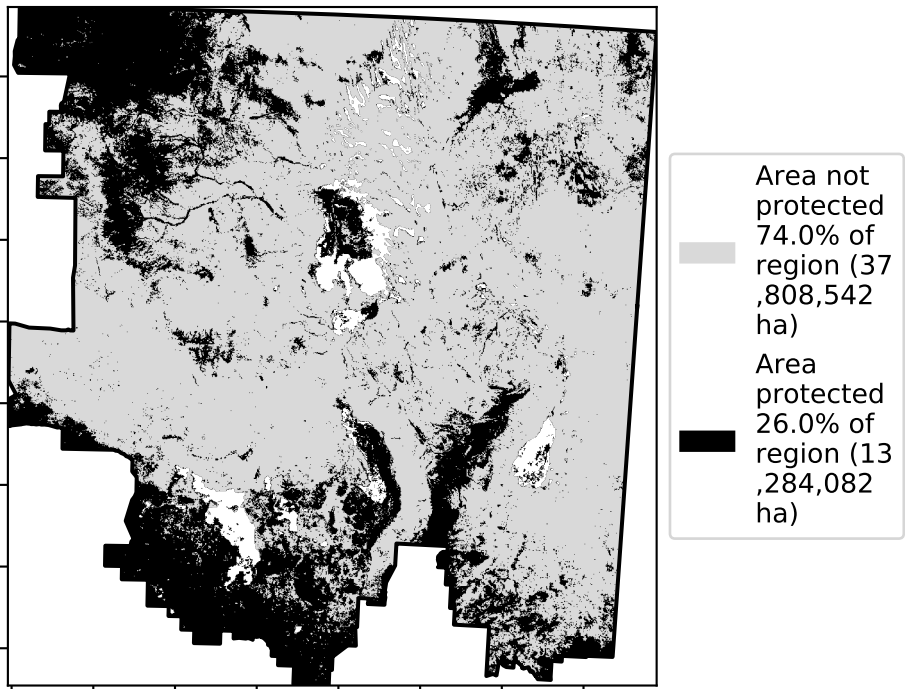 Area not
protected
74.0% of
region (37
,808,542
ha)
Area
protected
26.0% of
region (13
,284,082
ha)